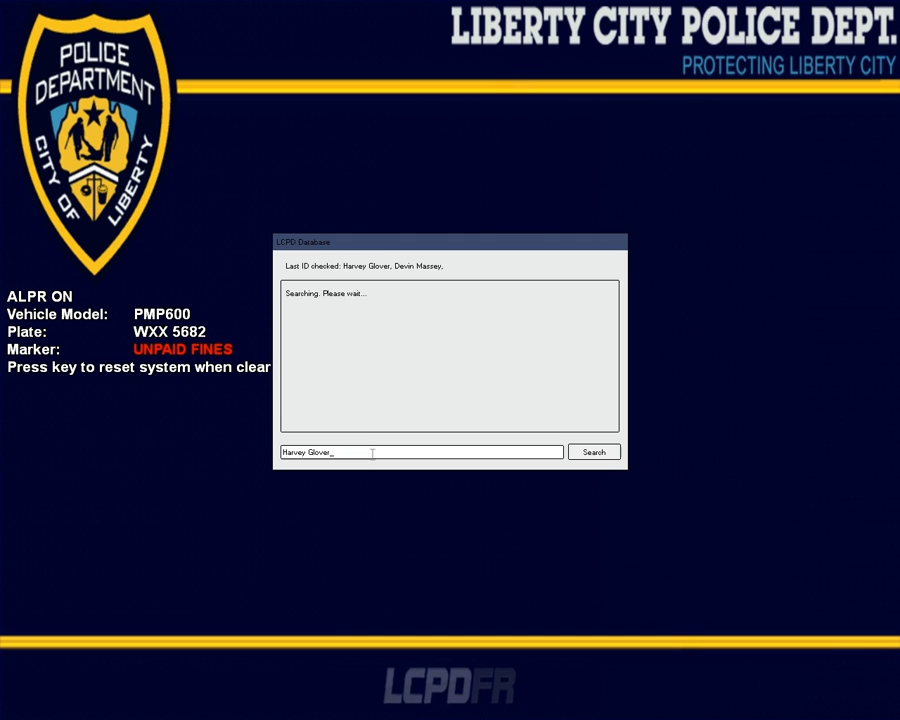 LIBERTY CITY POLICE DEPT.
PROTECTING LIBERTY CITY
POLICE
DEPARTMENT
CITY OF
LIBERTY
LCPD Database
Last ID checked: Harvey Glover, Devin Massey,
Searching. Please wait...
ALPR ON
Vehicle Model: PMP600
Plate: WXX 5682
Marker: UNPAID FINES
Press key to reset system when clear
Harvey Glover_
Search
LCPDFR